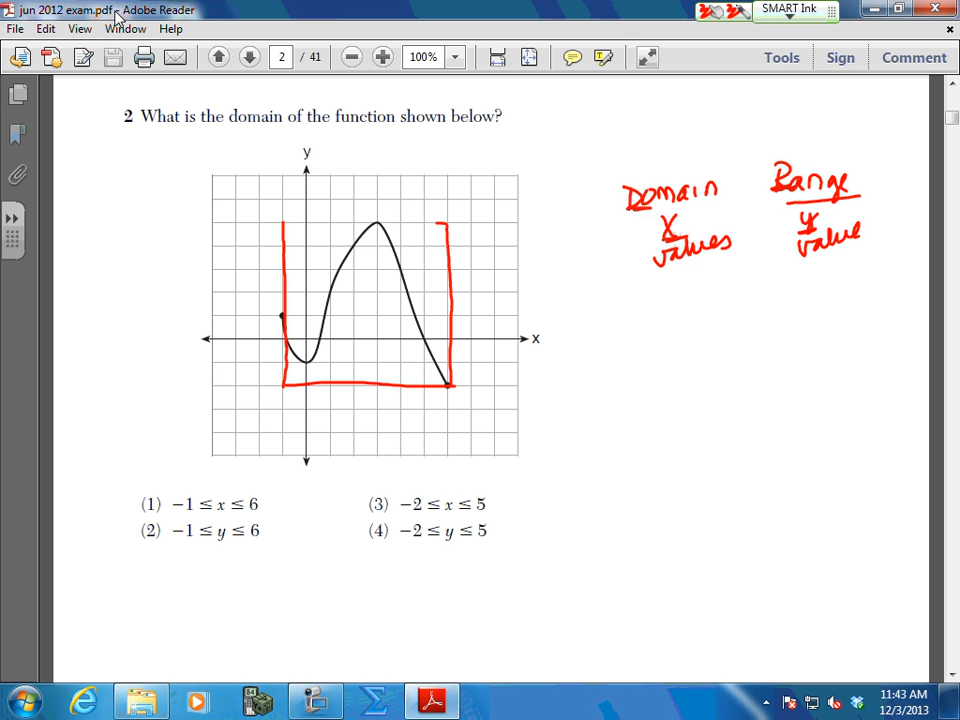 jun 2012 exam.pdf - Adobe Reader
SMART Ink
File Edit View Window Help
2 / 41 100% Tools Sign Comment
2 What is the domain of the function shown below?
y
x
Domain
x
values
Range
y
value
(1) −1 ≤ x ≤ 6 (3) −2 ≤ x ≤ 5
(2) −1 ≤ y ≤ 6 (4) −2 ≤ y ≤ 5
11:43 AM
12/3/2013